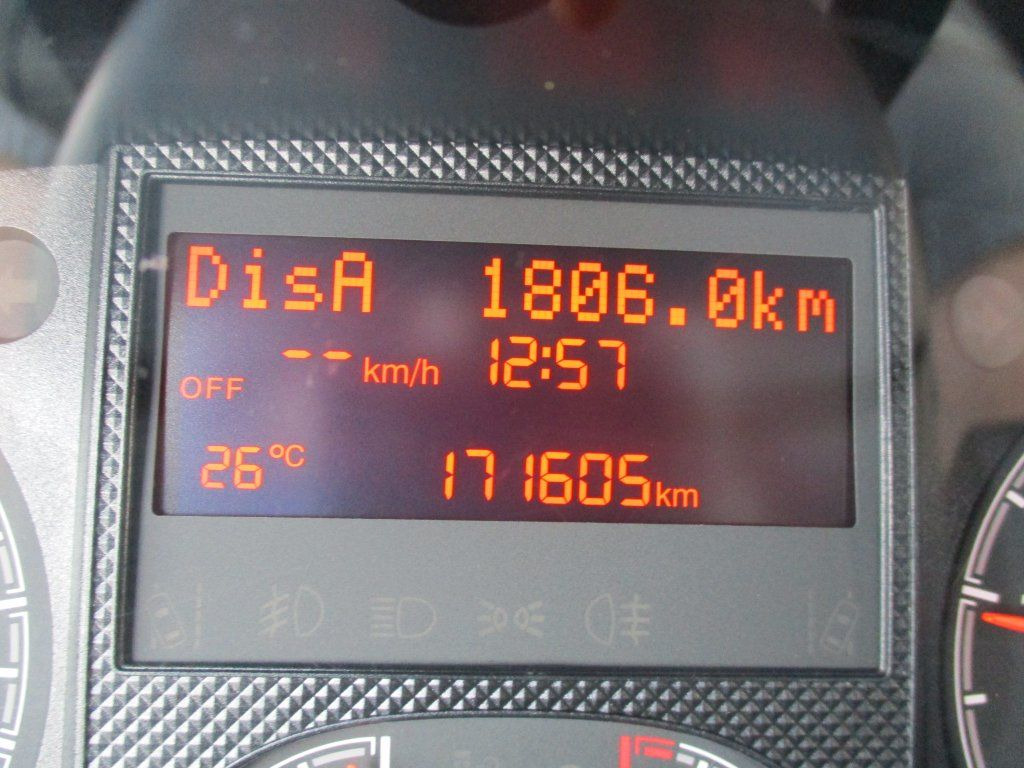 DisA 1806.0km
-- km/h 12:57
OFF
26°C 171605km